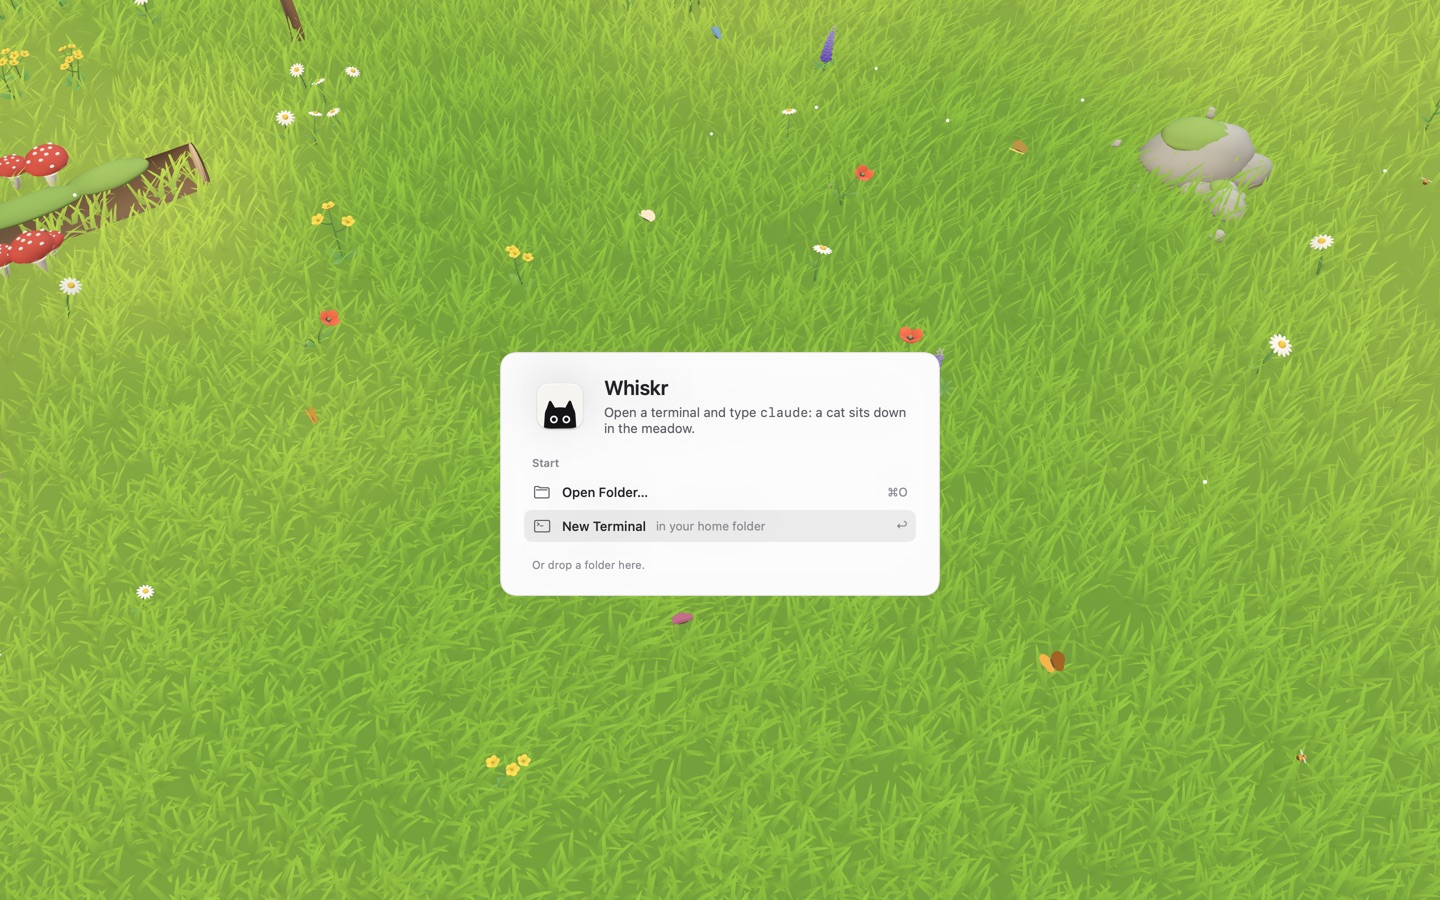 Whiskr
Open a terminal and type claude: a cat sits down
in the meadow.
Start
Open Folder... ⌘O
New Terminal in your home folder ↩
Or drop a folder here.